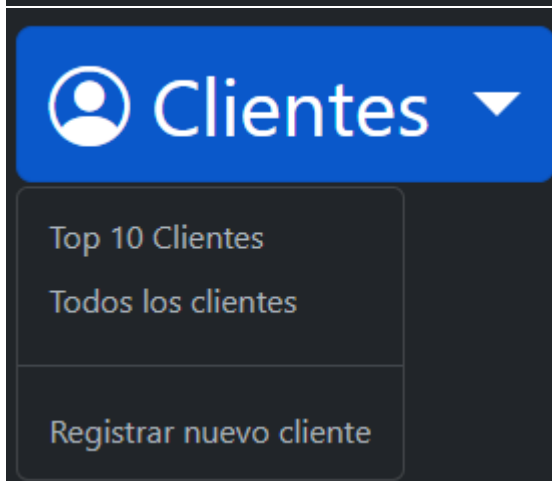 Clientes
Top 10 Clientes
Todos los clientes
Registrar nuevo cliente